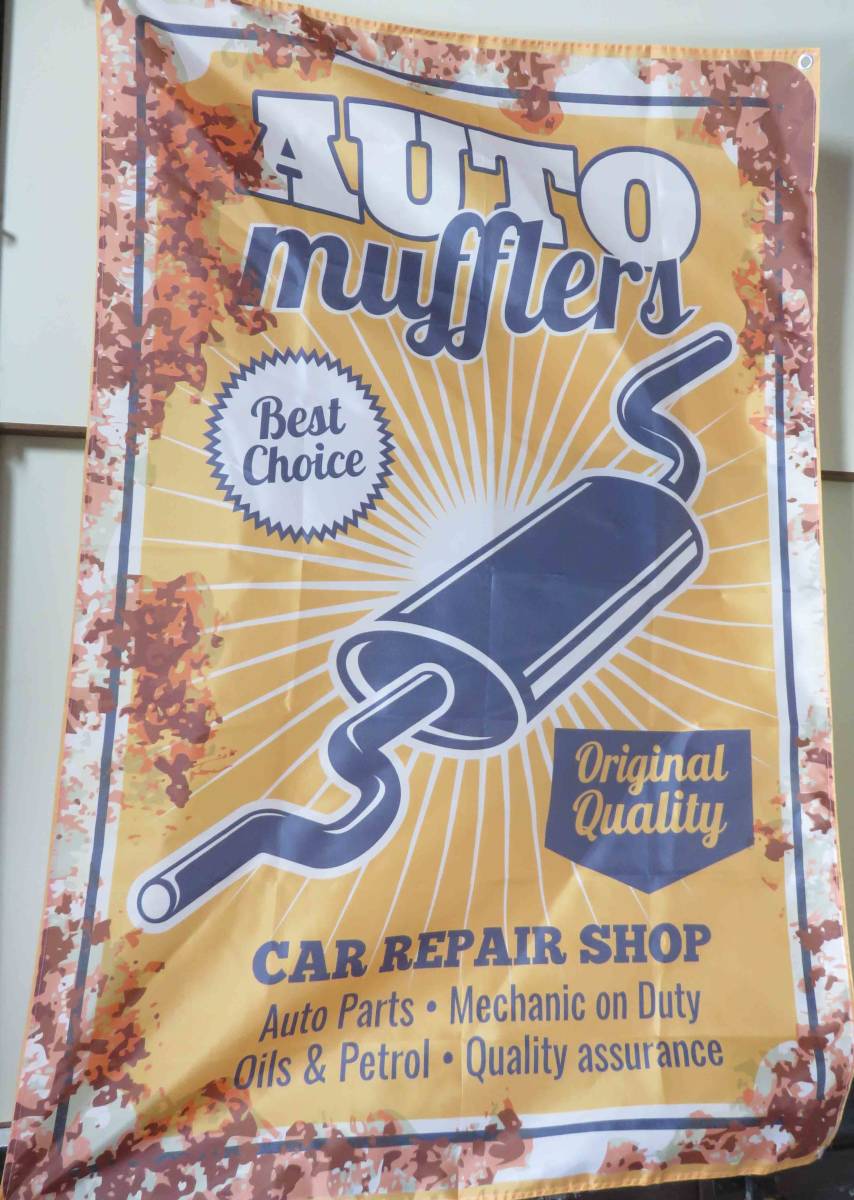 AUTO
mufflers
Best
Choice
Original
Quality
CAR REPAIR SHOP
Auto Parts • Mechanic on Duty
Oils & Petrol • Quality assurance